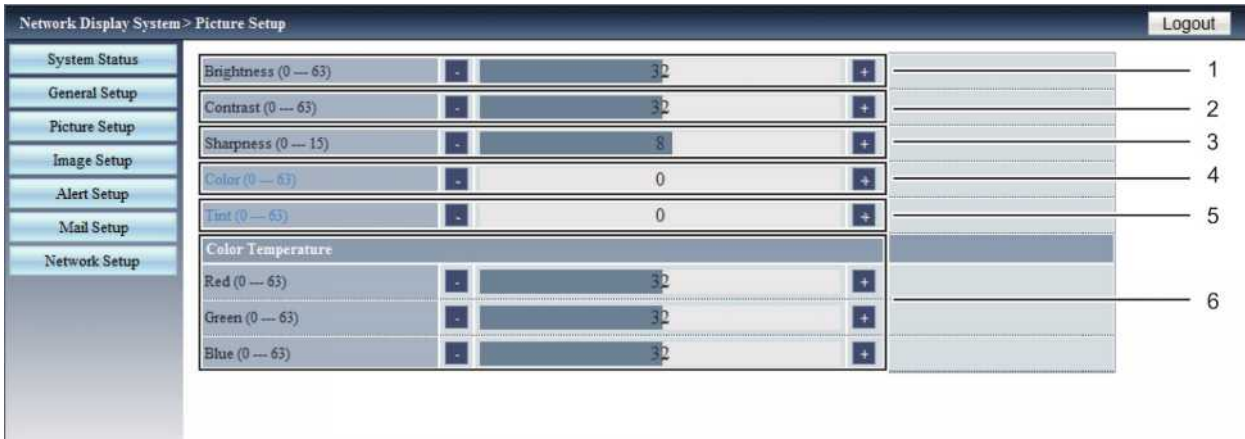 Network Display System > Picture Setup
Logout
System Status
General Setup
Picture Setup
Image Setup
Alert Setup
Mail Setup
Network Setup
Brightness (0 --- 63) - 32 + 1
Contrast (0 --- 63) - 32 + 2
Sharpness (0 --- 15) - 8 + 3
Color (0 --- 63) - 0 + 4
Tint (0 --- 63) - 0 + 5
Color Temperature
Red (0 --- 63) - 32 +
Green (0 --- 63) - 32 + 6
Blue (0 --- 63) - 32 +